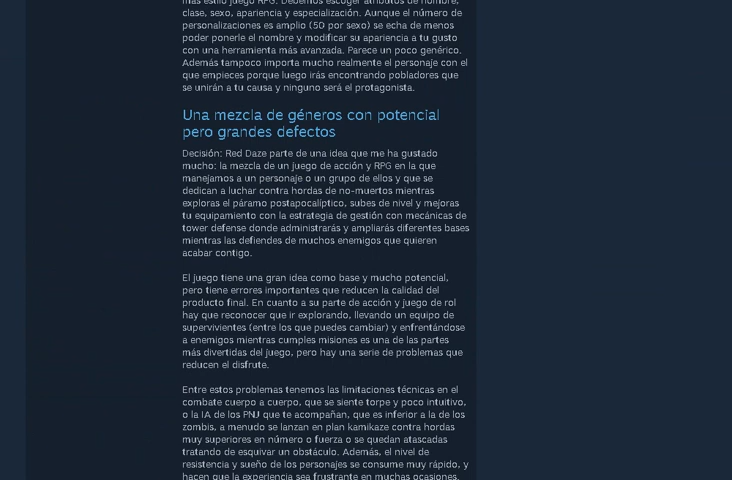 más estilo juego RPG. Debemos escoger atributos de nombre,
clase, sexo, apariencia y especialización. Aunque el número de
personalizaciones es amplio (50 por sexo) se echa de menos
poder ponerle el nombre y modificar su apariencia a tu gusto
con una herramienta más avanzada. Parece un poco genérico.
Además tampoco importa mucho realmente el personaje con el
que empieces porque luego irás encontrando pobladores que
se unirán a tu causa y ninguno será el protagonista.
Una mezcla de géneros con potencial
pero grandes defectos
Decisión: Red Daze parte de una idea que me ha gustado
mucho: la mezcla de un juego de acción y RPG en la que
manejamos a un personaje o un grupo de ellos y que se
dedican a luchar contra hordas de no-muertos mientras
exploras el páramo postapocalíptico, subes de nivel y mejoras
tu equipamiento con la estrategia de gestión con mecánicas de
tower defense donde administrarás y ampliarás diferentes bases
mientras las defiendes de muchos enemigos que quieren
acabar contigo.
El juego tiene una gran idea como base y mucho potencial,
pero tiene errores importantes que reducen la calidad del
producto final. En cuanto a su parte de acción y juego de rol
hay que reconocer que ir explorando, llevando un equipo de
supervivientes (entre los que puedes cambiar) y enfrentándose
a enemigos mientras cumples misiones es una de las partes
más divertidas del juego, pero hay una serie de problemas que
reducen el disfrute.
Entre estos problemas tenemos las limitaciones técnicas en el
combate cuerpo a cuerpo, que se siente torpe y poco intuitivo,
o la IA de los PNJ que te acompañan, que es inferior a la de los
zombis, a menudo se lanzan en plan kamikaze contra hordas
muy superiores en número o fuerza o se quedan atascadas
tratando de esquivar un obstáculo. Además, el nivel de
resistencia y sueño de los personajes se consume muy rápido, y
hacen que la experiencia sea frustrante en muchas ocasiones.